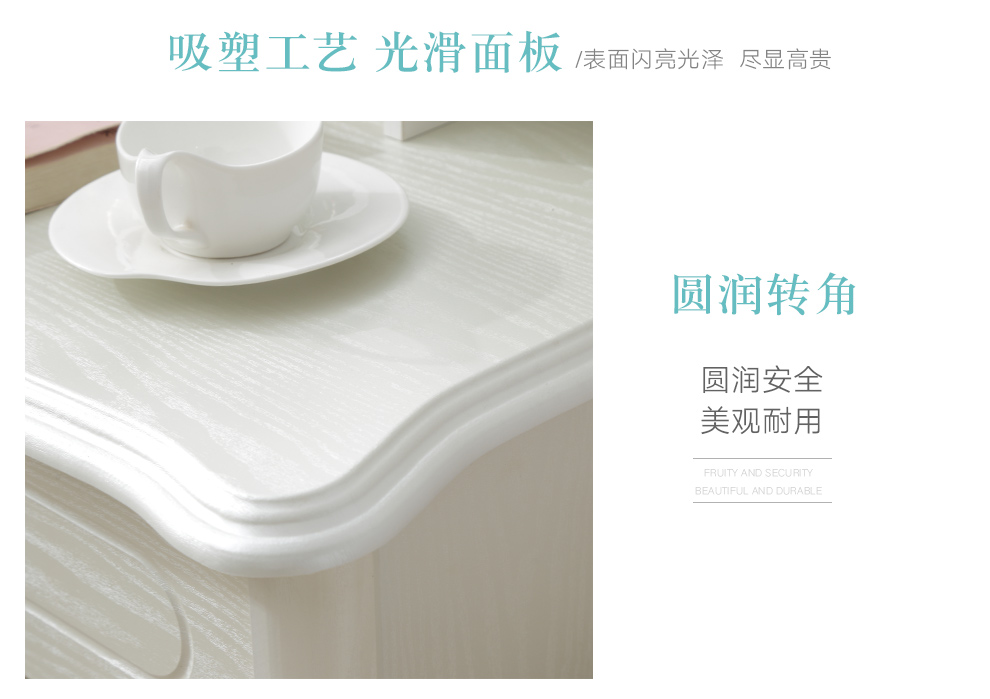 吸塑工艺 光滑面板 /表面闪亮光泽 尽显高贵
圆润转角
圆润安全
美观耐用
FRUITY AND SECURITY
BEAUTIFUL AND DURABLE